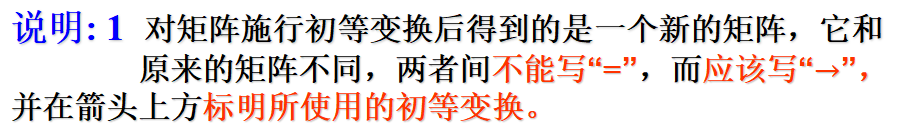 说明: 1 对矩阵施行初等变换后得到的是一个新的矩阵，它和
原来的矩阵不同，两者间不能写“=”，而应该写“→”，
并在箭头上方标明所使用的初等变换。